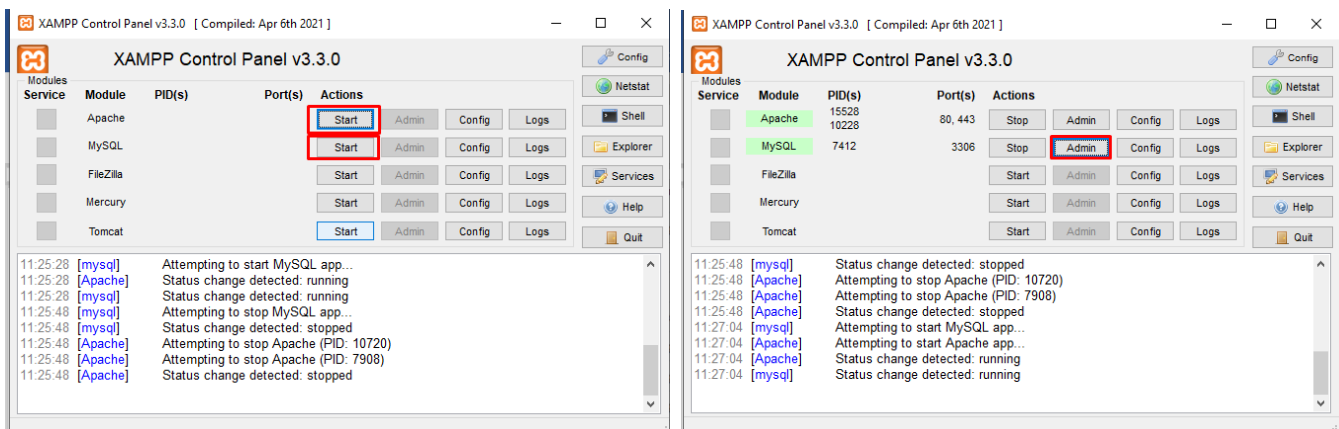 XAMPP Control Panel v3.3.0 [ Compiled: Apr 6th 2021 ]
XAMPP Control Panel v3.3.0
Config
Modules
Service Module PID(s) Port(s) Actions
Netstat
Apache Start Admin Config Logs
Shell
MySQL Start Admin Config Logs
Explorer
FileZilla Start Admin Config Logs
Services
Mercury Start Admin Config Logs
Help
Tomcat Start Admin Config Logs
Quit
11:25:28 [mysql] Attempting to start MySQL app...
11:25:28 [Apache] Status change detected: running
11:25:28 [mysql] Status change detected: running
11:25:48 [mysql] Attempting to stop MySQL app...
11:25:48 [mysql] Status change detected: stopped
11:25:48 [Apache] Attempting to stop Apache (PID: 10720)
11:25:48 [Apache] Attempting to stop Apache (PID: 7908)
11:25:48 [Apache] Status change detected: stopped
XAMPP Control Panel v3.3.0 [ Compiled: Apr 6th 2021 ]
XAMPP Control Panel v3.3.0
Config
Modules
Service Module PID(s) Port(s) Actions
Netstat
Apache 15528 10228 80, 443 Stop Admin Config Logs
Shell
MySQL 7412 3306 Stop Admin Config Logs
Explorer
FileZilla Start Admin Config Logs
Services
Mercury Start Admin Config Logs
Help
Tomcat Start Admin Config Logs
Quit
11:25:48 [mysql] Status change detected: stopped
11:25:48 [Apache] Attempting to stop Apache (PID: 10720)
11:25:48 [Apache] Attempting to stop Apache (PID: 7908)
11:25:48 [Apache] Status change detected: stopped
11:27:04 [mysql] Attempting to start MySQL app...
11:27:04 [Apache] Attempting to start Apache app...
11:27:04 [Apache] Status change detected: running
11:27:04 [mysql] Status change detected: running